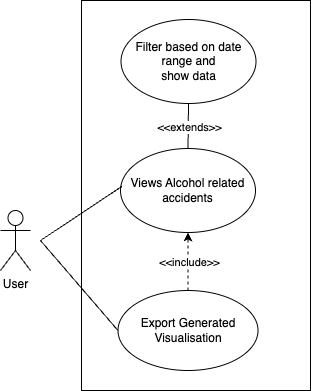 Filter based on date
range and
show data
<<extends>>
Views Alcohol related
accidents
<<include>>
User
Export Generated
Visualisation